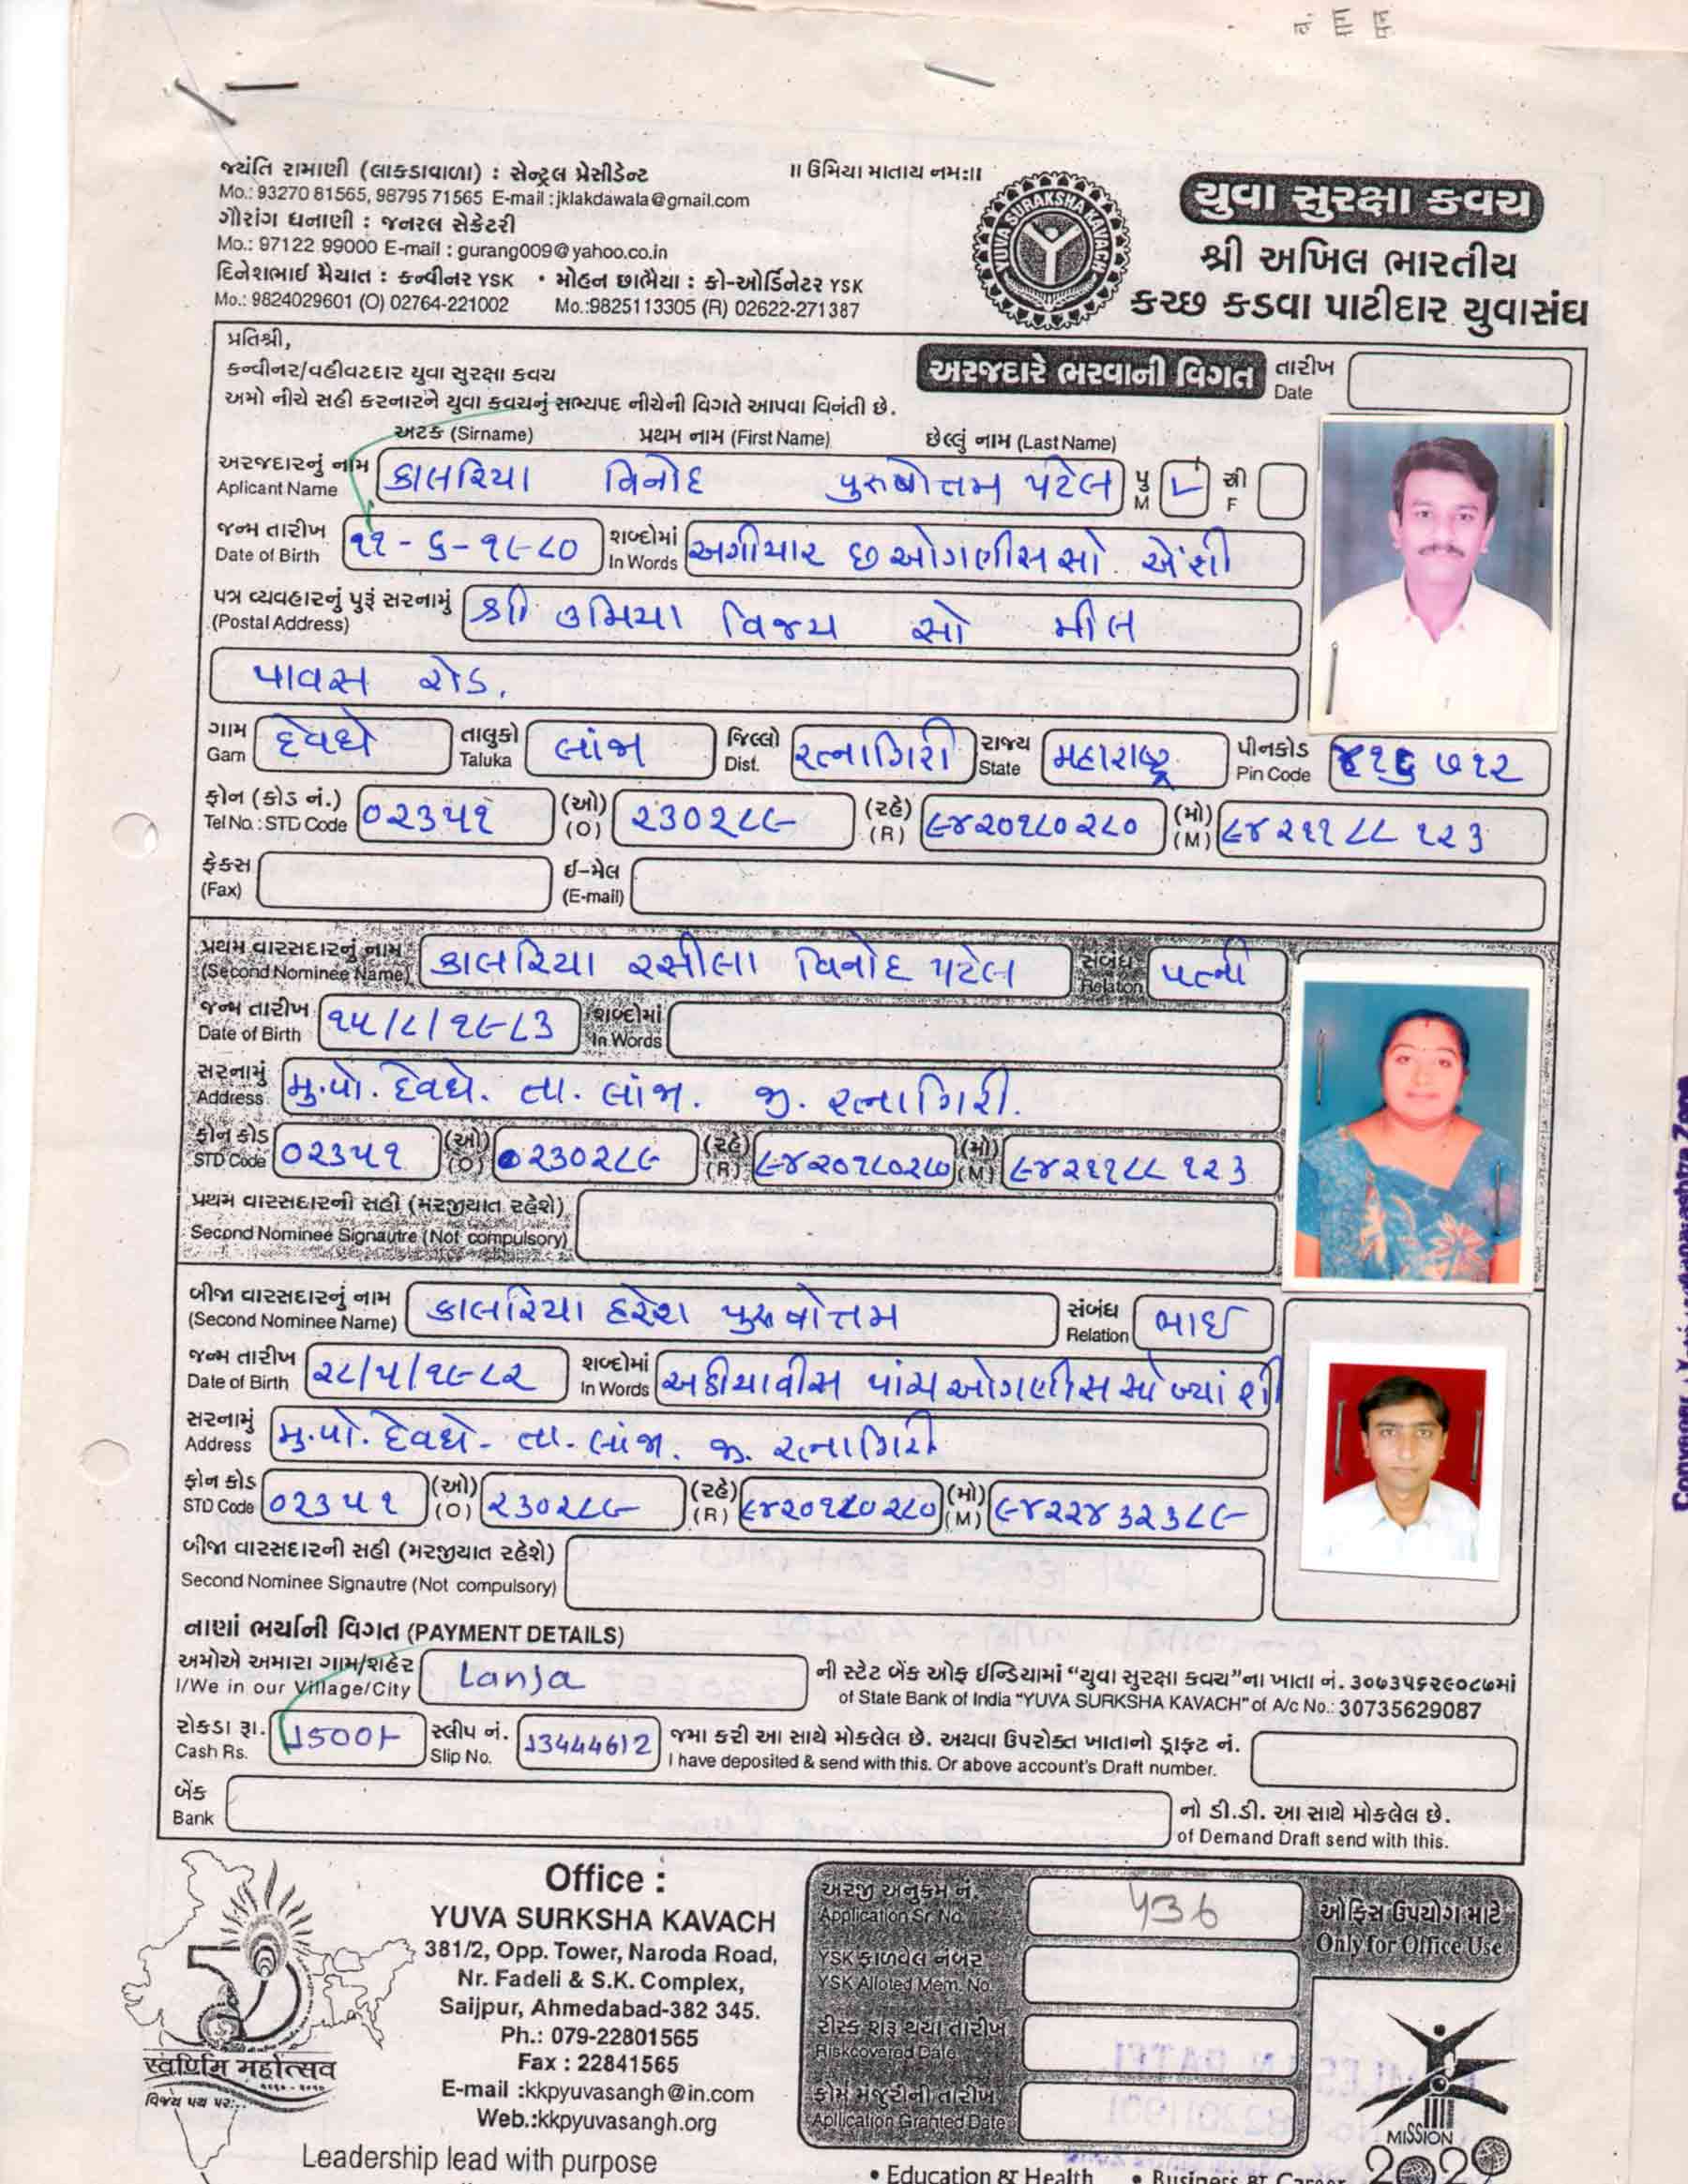 જયંતિ રામાણી (લાકડાવાળા) : સેન્ટ્રલ પ્રેસીડેન્ટ
Mo.: 93270 81565, 98795 71565 E-mail : jklakdawala@gmail.com
ગૌરાંગ ધનાણી : જનરલ સેક્રેટરી
Mo.: 97122 99000 E-mail : gurang009@yahoo.co.in
દિનેશભાઈ મૈયાત : કન્વીનર YSK • મોહન છાભૈયા : કો-ઓર્ડિનેટર YSK
Mo.: 9824029601 (O) 02764-221002 Mo.:9825113305 (R) 02622-271387
॥ ઉમિયા માતાય નમઃ॥
YUVA SURAKSHA KAVACH
યુવા સુરક્ષા કવચ
શ્રી અખિલ ભારતીય
કચ્છ કડવા પાટીદાર યુવાસંઘ
પ્રતિશ્રી,
કન્વીનર/વહીવટદાર યુવા સુરક્ષા કવચ
અમો નીચે સહી કરનારને યુવા કવચનું સભ્યપદ નીચેની વિગતે આપવા વિનંતી છે.
અરજદારે ભરવાની વિગત તારીખ Date
અટક (Sirname) પ્રથમ નામ (First Name) છેલ્લું નામ (Last Name)
અરજદારનું નામ Aplicant Name કાલરિયા વિનોદ પુરુષોત્તમ પટેલ પુ M સ્ત્રી F
જન્મ તારીખ Date of Birth ૧૧-૬-૧૯૮૦ શબ્દોમાં In Words અગીયાર છ ઓગણીસ સો એંશી
પત્ર વ્યવહારનું પુરૂં સરનામું (Postal Address) શ્રી ઉમિયા વિજય સો મીલ
પાવસ રોડ.
ગામ Gam દેવધે તાલુકો Taluka લાંજા જિલ્લો Dist. રત્નાગિરી રાજ્ય State મહારાષ્ટ્ર પીનકોડ Pin Code ૪૧૬ ૭૧૨
ફોન (કોડ નં.) Tel No.: STD Code ૦૨૩૫૧ (ઓ) (O) ૨૩૦૨૮૯ (રહે) (R) ૯૪૨૦૧૮૦૨૮૦ (મો) (M) ૯૪૨૧૧૮૮ ૧૨૩
ફેક્સ (Fax) ઈ-મેલ (E-mail)
પ્રથમ વારસદારનું નામ (Second Nominee Name) કાલરિયા રસીલા વિનોદ પટેલ સંબંધ Relation પત્ની
જન્મ તારીખ Date of Birth ૧૫/૮/૧૯૮૩ શબ્દોમાં In Words
સરનામું Address મુ.પો. દેવધે. તા. લાંજા. જી. રત્નાગિરી.
ફોન કોડ STD Code ૦૨૩૫૧ (ઓ) (O) ૨૩૦૨૮૯ (રહે) (R) ૯૪૨૦૧૮૦૨૮૦ (મો) (M) ૯૪૨૧૧૮૮ ૧૨૩
પ્રથમ વારસદારની સહી (મરજીયાત રહેશે)
Second Nominee Signautre (Not compulsory)
બીજા વારસદારનું નામ (Second Nominee Name) કાલરિયા હરેશ પુરુષોત્તમ સંબંધ Relation ભાઈ
જન્મ તારીખ Date of Birth ૨૮/૫/૧૯૮૨ શબ્દોમાં In Words અઠ્ઠીયાવીસ પાંચ ઓગણીસ સો બ્યાંશી
સરનામું Address મુ.પો. દેવધે- તા- લાંજા. જી. રત્નાગિરી
ફોન કોડ STD Code ૦૨૩૫૧ (ઓ) (O) ૨૩૦૨૮૯ (રહે) (R) ૯૪૨૦૧૮૦૨૮૦ (મો) (M) ૯૪૨૨૪૩૨૩૮૯
બીજા વારસદારની સહી (મરજીયાત રહેશે)
Second Nominee Signautre (Not compulsory)
નાણાં ભર્યાની વિગત (PAYMENT DETAILS)
અમોએ અમારા ગામ/શહેર I/We in our Village/City Lanja ની સ્ટેટ બેંક ઓફ ઈન્ડિયામાં "યુવા સુરક્ષા કવચ"ના ખાતા નં. ૩૦૭૩૫૬૨૯૦૮૭માં
of State Bank of India "YUVA SURKSHA KAVACH" of A/c No.: 30735629087
રોકડા રૂા. Cash Rs. 1500/- સ્લીપ નં. Slip No. 13444612 જમા કરી આ સાથે મોકલેલ છે. અથવા ઉપરોક્ત ખાતાનો ડ્રાફ્ટ નં.
I have deposited & send with this. Or above account's Draft number.
બેંક Bank નો ડી.ડી. આ સાથે મોકલેલ છે.
of Demand Draft send with this.
Office :
YUVA SURKSHA KAVACH
381/2, Opp. Tower, Naroda Road,
Nr. Fadeli & S.K. Complex,
Saijpur, Ahmedabad-382 345.
Ph.: 079-22801565
Fax : 22841565
E-mail :kkpyuvasangh@in.com
Web.:kkpyuvasangh.org
Leadership lead with purpose
स्वर्णिम महोत्सव
વિજય પથ પર...
અરજી અનુક્રમ નં. Application Sr. No. 536
YSK ફાળવેલ નંબર YSK Alloted Mem. No.
રીસ્ક શરૂ થયા તારીખ Riskcovered Date
ફોર્મ મંજુરીની તારીખ Apllication Granted Date
ઓફિસ ઉપયોગ માટે
Only for Office Use
MISSION
2020
• Education & Health • Business & Career